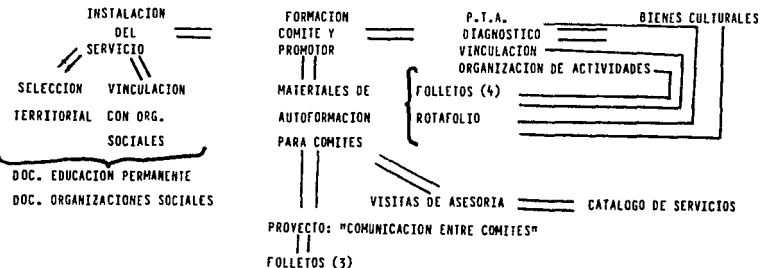 INSTALACION
DEL
SERVICIO
SELECCION VINCULACION
TERRITORIAL CON ORG.
SOCIALES
DOC. EDUCACION PERMANENTE
DOC. ORGANIZACIONES SOCIALES
FORMACION
COMITE Y
PROMOTOR
MATERIALES DE
AUTOFORMACION
PARA COMITES
P.T.A.
DIAGNOSTICO
VINCULACION
ORGANIZACION DE ACTIVIDADES
FOLLETOS (4)
ROTAFOLIO
BIENES CULTURALES
VISITAS DE ASESORIA
CATALOGO DE SERVICIOS
PROYECTO: "COMUNICACION ENTRE COMITES"
FOLLETOS (3)